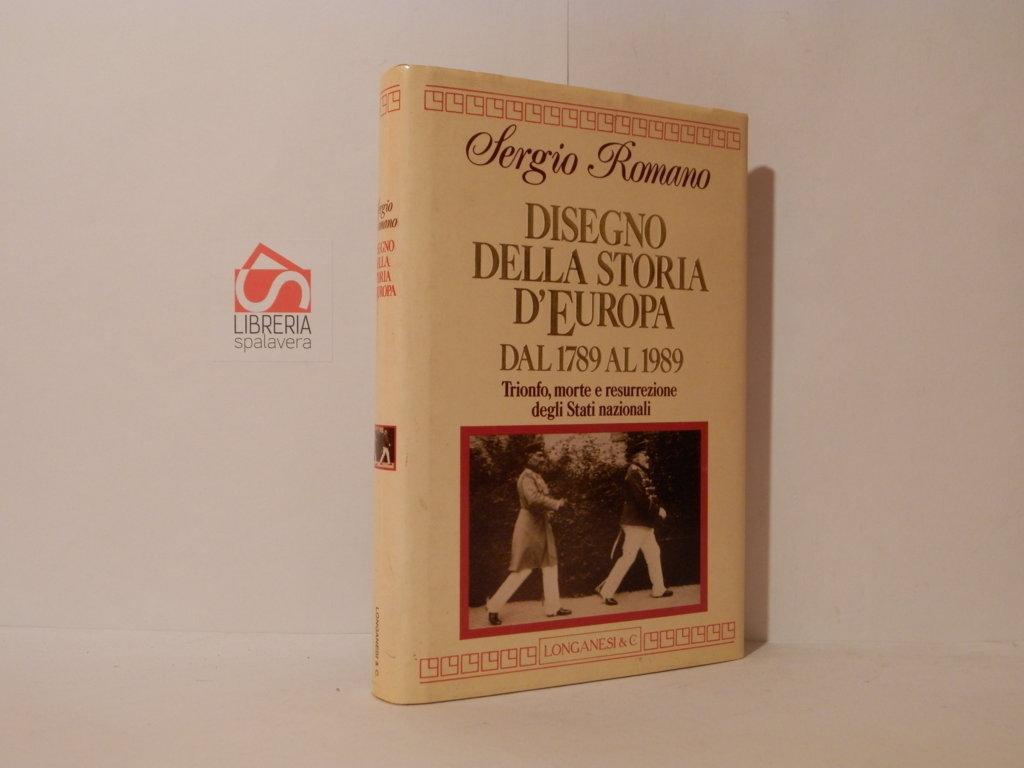 Sergio Romano
DISEGNO
DELLA STORIA
D'EUROPA
DAL 1789 AL 1989
Trionfo, morte e resurrezione
degli Stati nazionali
LONGANESI & C
LIBRERIA
spalavera
LONGANESI & C